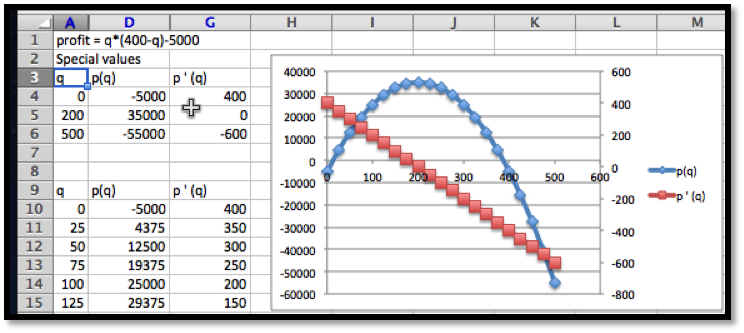 A D G H I J K L M
1 profit = q*(400-q)-5000
2 Special values
3 q p(q) p ' (q)
4 0 -5000 400
5 200 35000 0
6 500 -55000 -600
7
8
9 q p(q) p ' (q)
10 0 -5000 400
11 25 4375 350
12 50 12500 300
13 75 19375 250
14 100 25000 200
15 125 29375 150
40000
30000
20000
10000
0
-10000
-20000
-30000
-40000
-50000
-60000
0 100 200 300 400 500 600
600
400
200
0
-200
-400
-600
-800
p(q)
p ' (q)